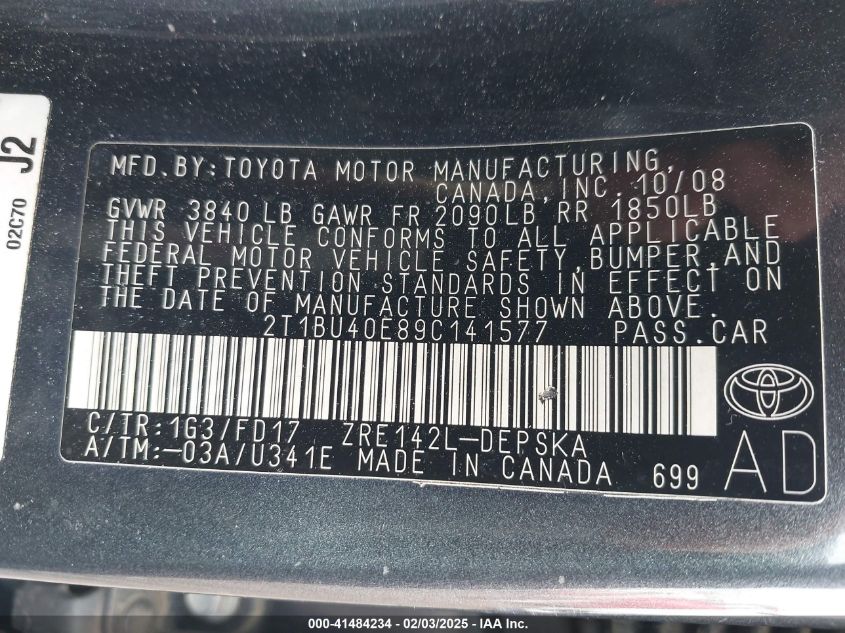 J2
02C70
MFD.BY:TOYOTA MOTOR MANUFACTURING,
CANADA,INC. 10/08
GVWR 3840 LB GAWR FR 2090LB RR 1850LB
THIS VEHICLE CONFORMS TO ALL APPLICABLE
FEDERAL MOTOR VEHICLE SAFETY,BUMPER,AND
THEFT PREVENTION STANDARDS IN EFFECT ON
THE DATE OF MANUFACTURE SHOWN ABOVE.
2T1BU40E89C141577 PASS.CAR
C/TR:1G3/FD17 ZRE142L-DEPSKA
A/TM:-03A/U341E MADE IN CANADA 699
AD
000-41484234 - 02/03/2025 - IAAI Inc.